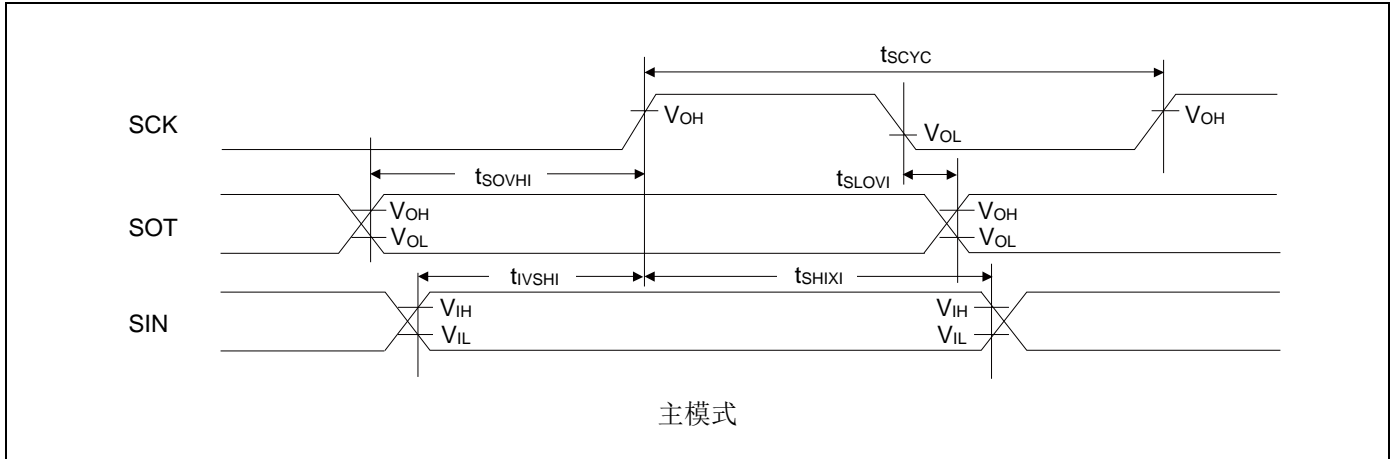 tSCYC
SCK
VOH
VOL
VOH
tSOVHI
tSLOVI
SOT
VOH
VOL
VOH
VOL
tIVSHI
tSHIXI
SIN
VIH
VIL
VIH
VIL
主模式